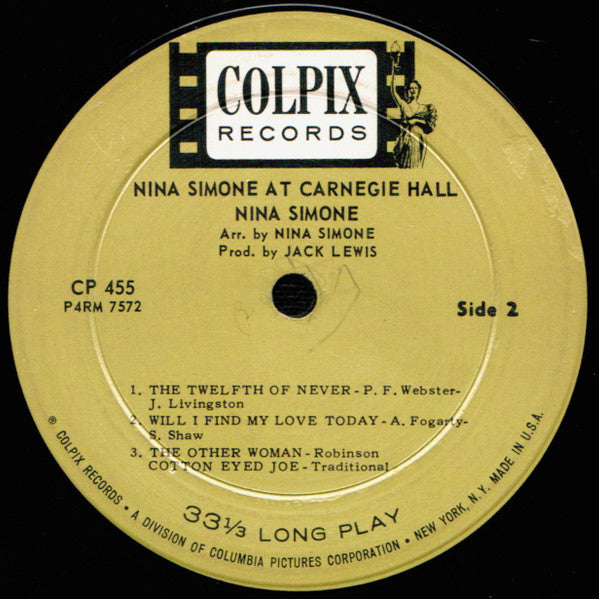 COLPIX
RECORDS
NINA SIMONE AT CARNEGIE HALL
NINA SIMONE
Arr. by NINA SIMONE
Prod. by JACK LEWIS
CP 455
P4RM 7572
Side 2
1. THE TWELFTH OF NEVER - P. F. Webster-
J. Livingston
2. WILL I FIND MY LOVE TODAY - A. Fogarty-
S. Shaw
3. THE OTHER WOMAN - Robinson
COTTON EYED JOE - Traditional
33⅓ LONG PLAY
® COLPIX RECORDS • A DIVISION OF COLUMBIA PICTURES CORPORATION • NEW YORK, N.Y. MADE IN U.S.A.